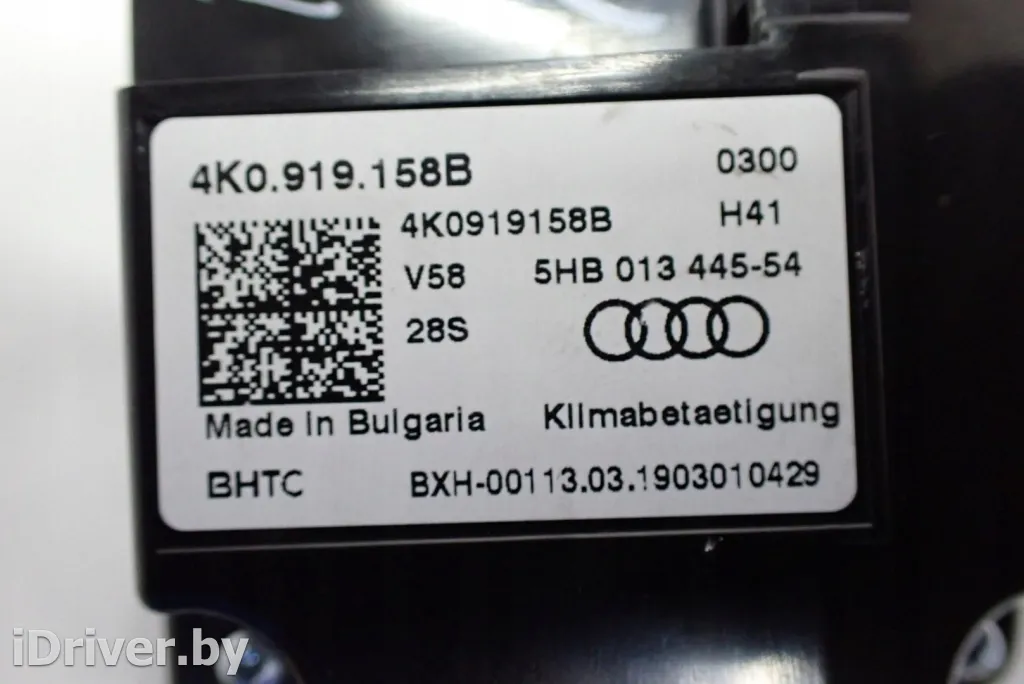 4K0.919.158B 0300
4K0919158B H41
V58 5HB 013 445-54
28S
Made in Bulgaria Klimabetaetigung
BHTC BXH-00113.03.1903010429
iDriver.by